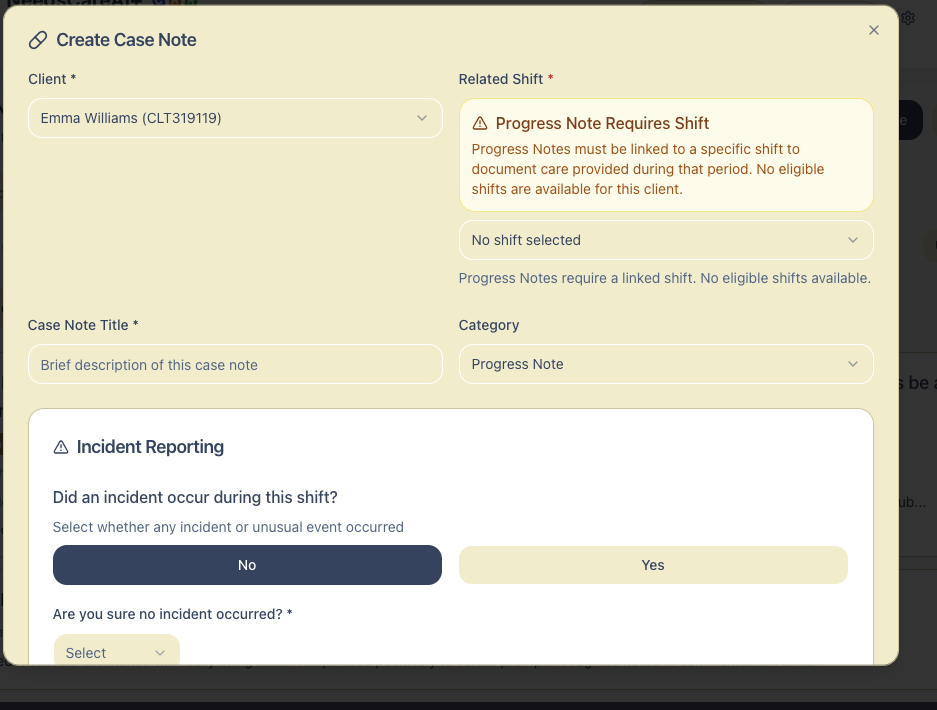 NeedsCareAI+
Create Case Note
Client *
Emma Williams (CLT319119)
Related Shift *
Progress Note Requires Shift
Progress Notes must be linked to a specific shift to
document care provided during that period. No eligible
shifts are available for this client.
No shift selected
Progress Notes require a linked shift. No eligible shifts available.
Case Note Title *
Brief description of this case note
Category
Progress Note
Incident Reporting
Did an incident occur during this shift?
Select whether any incident or unusual event occurred
No
Yes
Are you sure no incident occurred? *
Select